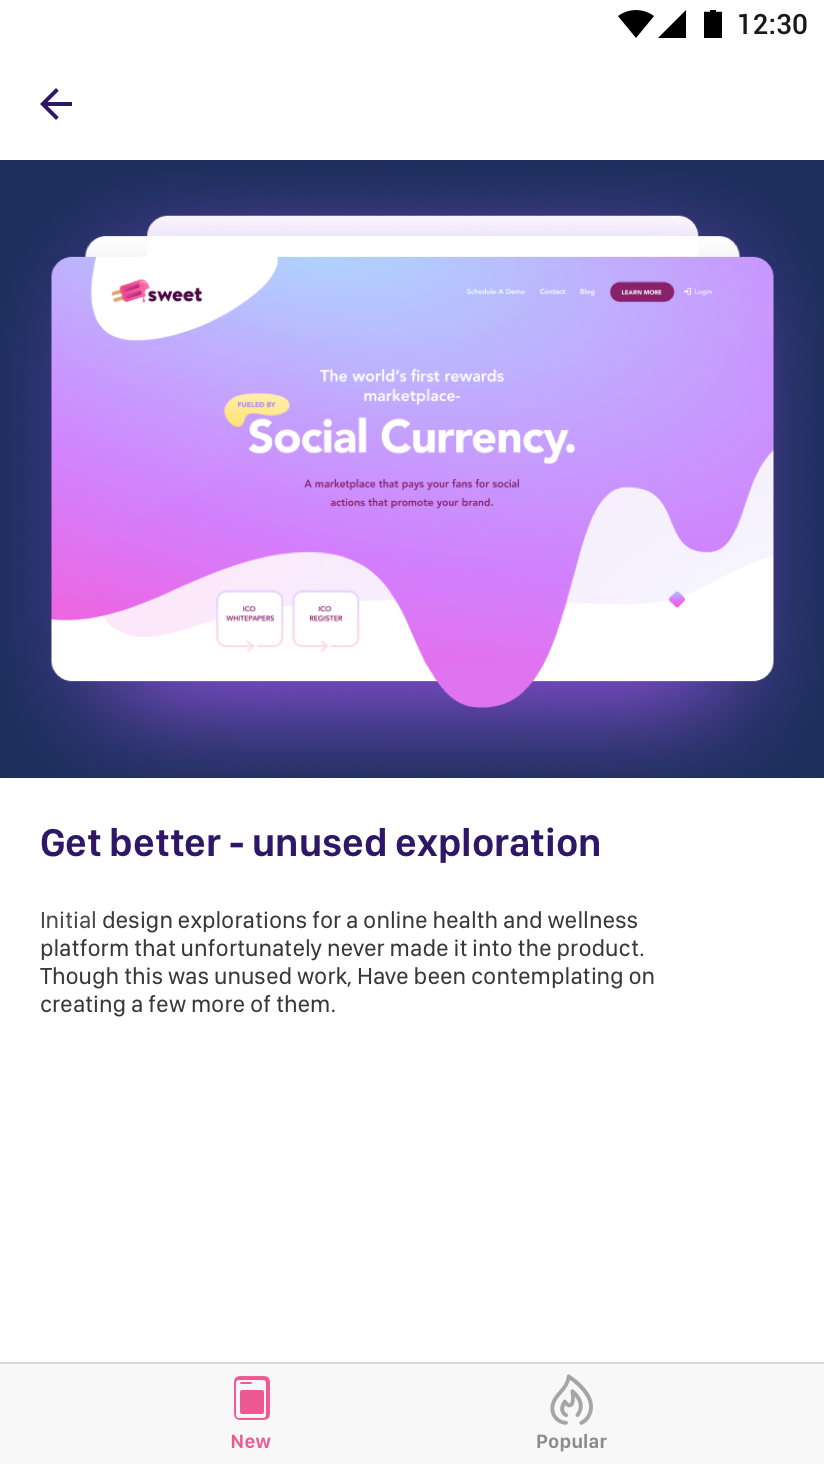 12:30
sweet
Schedule A Demo Contact Blog LEARN MORE Login
The world's first rewards
marketplace-
FUELED BY
Social Currency.
A marketplace that pays your fans for social
actions that promote your brand.
ICO
WHITEPAPERS
ICO
REGISTER
Get better - unused exploration
Initial design explorations for a online health and wellness
platform that unfortunately never made it into the product.
Though this was unused work, Have been contemplating on
creating a few more of them.
New
Popular